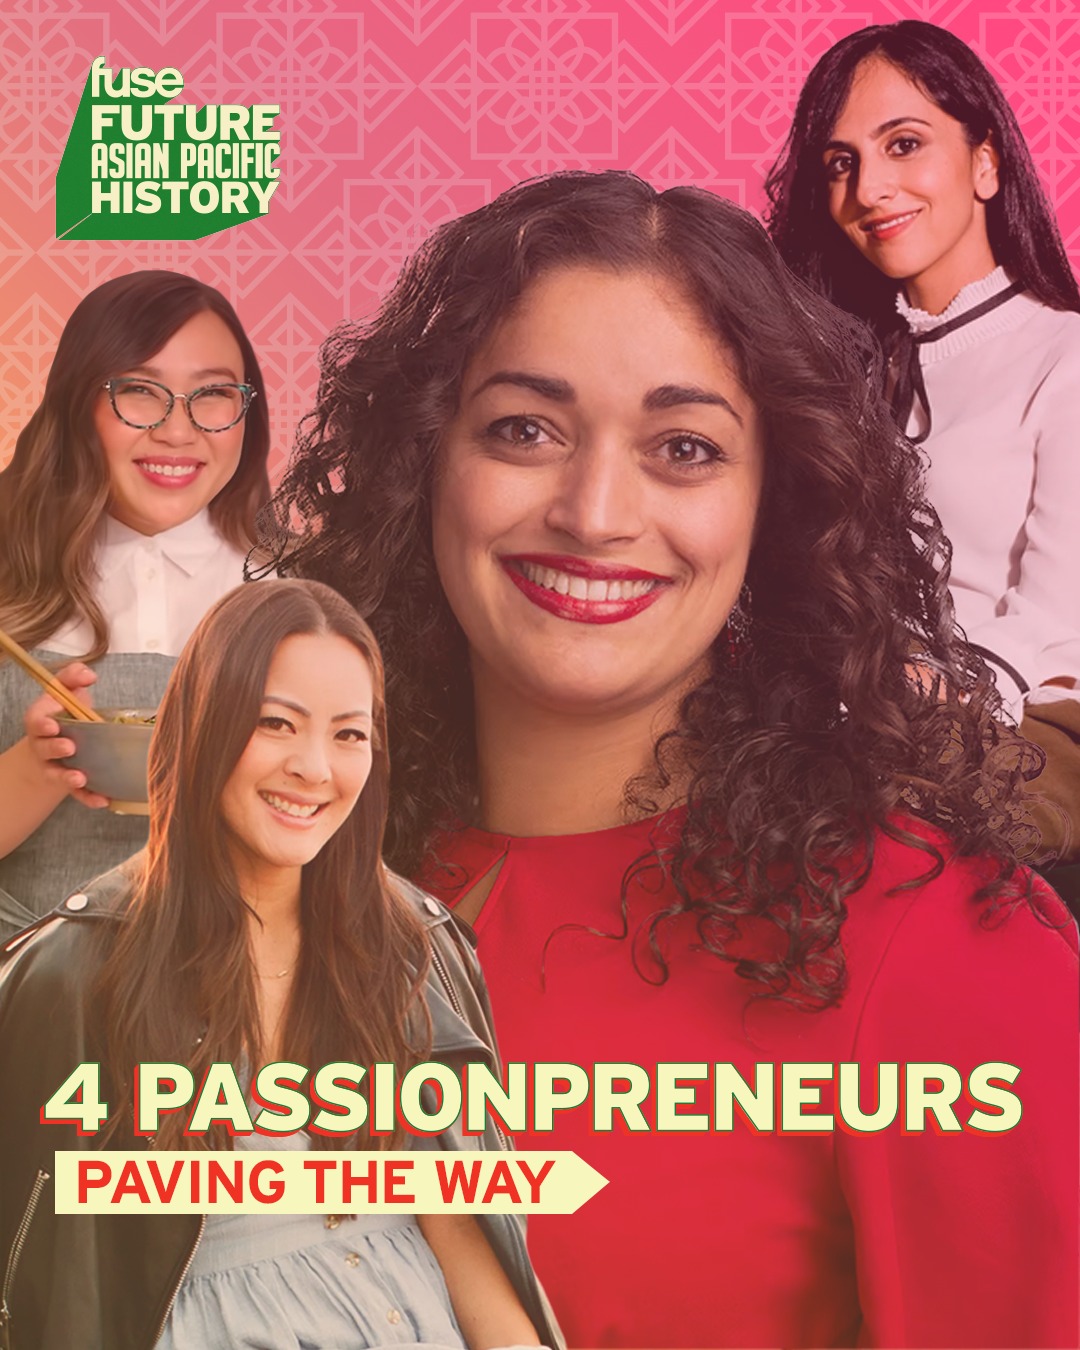 fuse
FUTURE
ASIAN PACIFIC
HISTORY
4 PASSIONPRENEURS
PAVING THE WAY